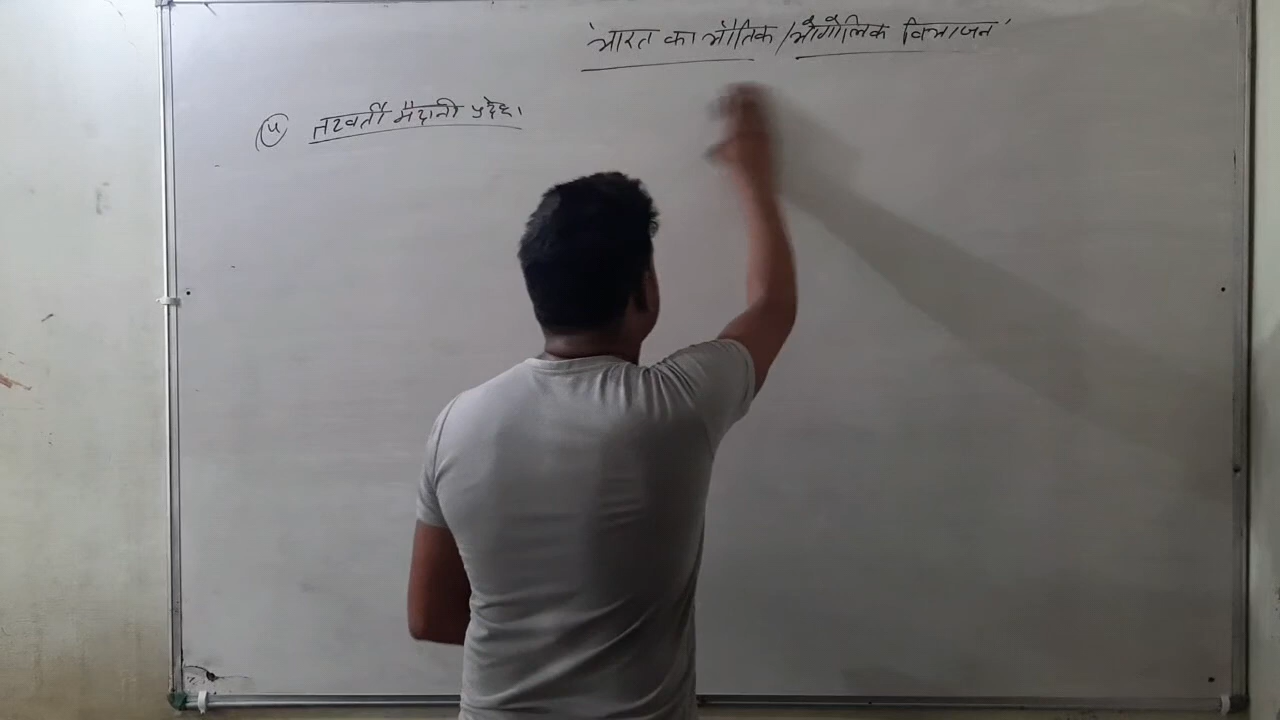 'भारत का भौतिक/भौगोलिक विभाजन'
(५) तटवर्ती मैदानी प्रदेश।